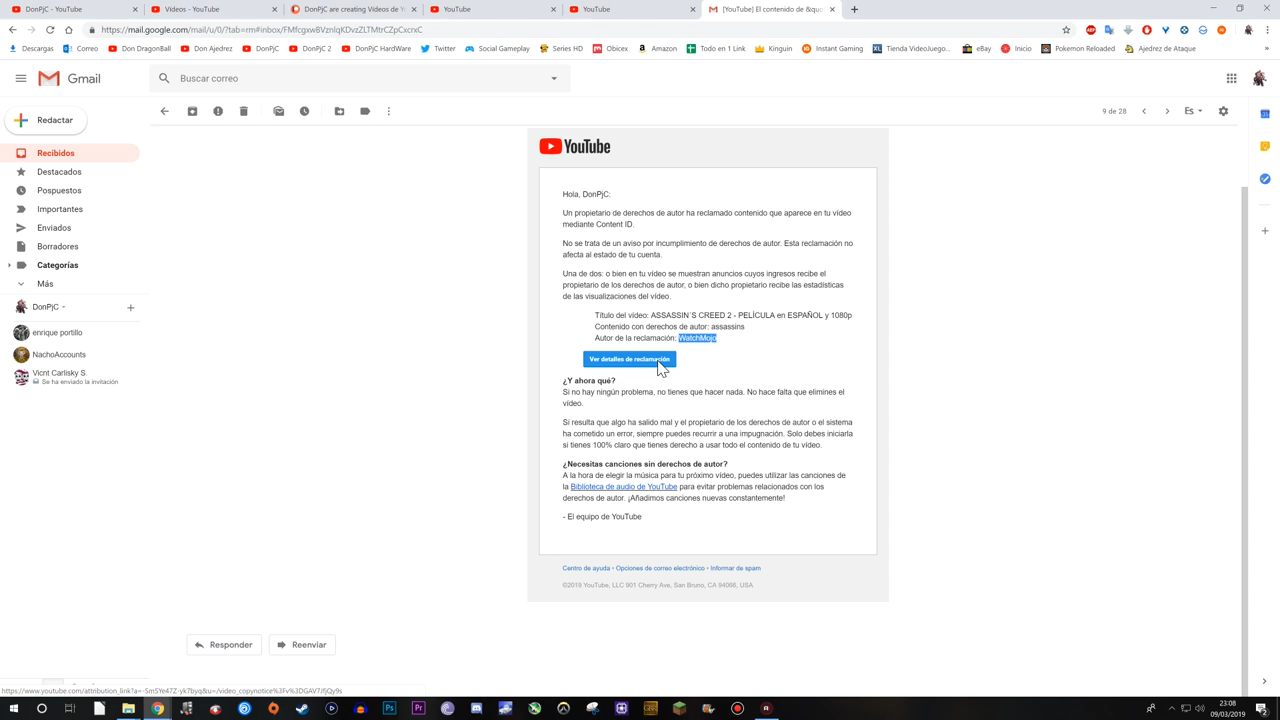 DonPjC - YouTube
Videos - YouTube
DonPjC are creating Vídeos de Y
YouTube
YouTube
[YouTube] El contenido de &quo
https://mail.google.com/mail/u/0/?tab=rm#inbox/
Descargas
Correo
Don DragonBall
Don Ajedrez
DonPjC
DonPjC 2
DonPjC HardWare
Twitter
Social Gameplay
Series HD
Obicex
Amazon
Todo en 1 Link
Kinguin
Instant Gaming
Tienda VideoJuego...
eBay
Inicio
Pokemon Reloaded
Ajedrez de Ataque
»
Gmail
Buscar correo
Redactar
9 de 28
Es
Recibidos
Destacados
Pospuestos
Importantes
Enviados
Borradores
Categorías
Más
DonPjC
enrique portillo
NachoAccounts
Vicnt Carlisky S.
Se ha enviado la invitación
YouTube
Hola, DonPjC:
Un propietario de derechos de autor ha reclamado contenido que aparece en tu vídeo
mediante Content ID.
No se trata de un aviso por incumplimiento de derechos de autor. Esta reclamación no
afecta al estado de tu cuenta.
Una de dos: o bien en tu vídeo se muestran anuncios cuyos ingresos recibe el
propietario de los derechos de autor, o bien dicho propietario recibe las estadísticas
de las visualizaciones del vídeo.
Título del vídeo: ASSASSIN´S CREED 2 - PELÍCULA en ESPAÑOL y 1080p
Contenido con derechos de autor: assassins
Autor de la reclamación: WatchMojo
Ver detalles de reclamación
¿Y ahora qué?
Si no hay ningún problema, no tienes que hacer nada. No hace falta que elimines el
vídeo.
Si resulta que algo ha salido mal y el propietario de los derechos de autor o el sistema
ha cometido un error, siempre puedes recurrir a una impugnación. Solo debes iniciarla
si tienes 100% claro que tienes derecho a usar todo el contenido de tu vídeo.
¿Necesitas canciones sin derechos de autor?
A la hora de elegir la música para tu próximo vídeo, puedes utilizar las canciones de
la Biblioteca de audio de YouTube para evitar problemas relacionados con los
derechos de autor. ¡Añadimos canciones nuevas constantemente!
- El equipo de YouTube
Centro de ayuda • Opciones de correo electrónico • Informar de spam
©2019 YouTube, LLC 901 Cherry Ave, San Bruno, CA 94066, USA
Responder
Reenviar
23:08
09/03/2019